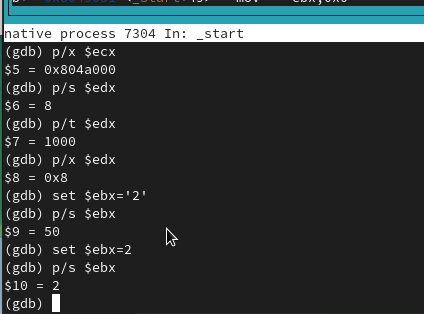 native process 7304 In: _start
(gdb) p/x $ecx
$5 = 0x804a000
(gdb) p/s $edx
$6 = 8
(gdb) p/t $edx
$7 = 1000
(gdb) p/x $edx
$8 = 0x8
(gdb) set $ebx='2'
(gdb) p/s $ebx
$9 = 50
(gdb) set $ebx=2
(gdb) p/s $ebx
$10 = 2
(gdb)